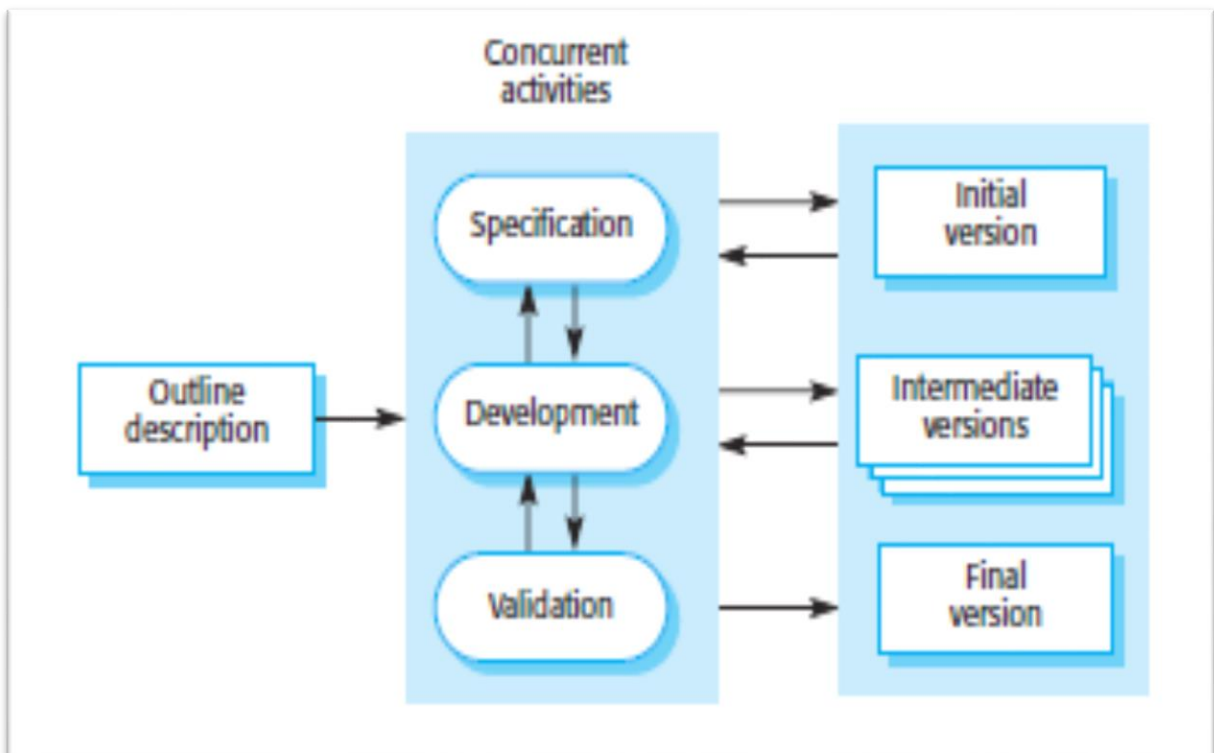 Concurrent
activities
Specification
Initial
version
Outline
description
Development
Intermediate
versions
Validation
Final
version